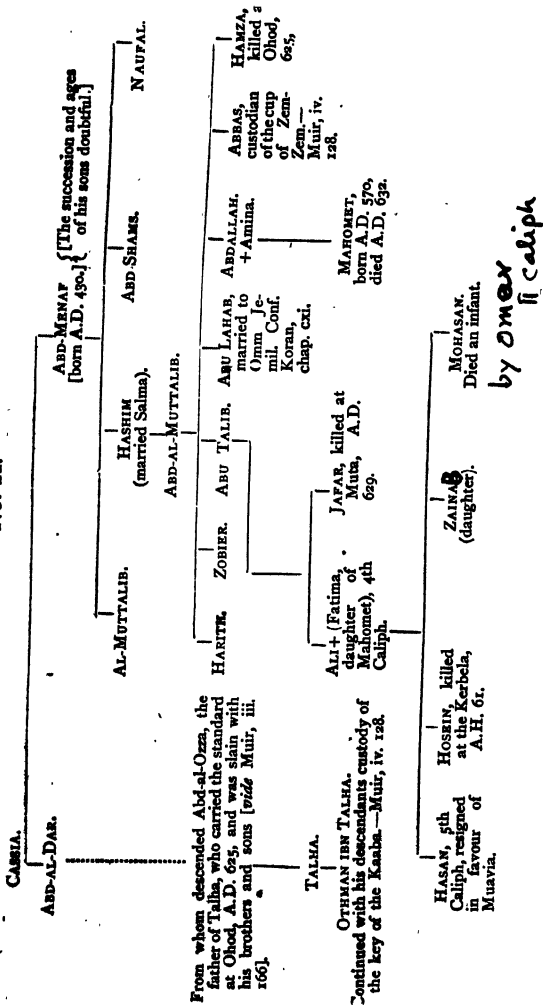 CASSIA.
ABD-AL-DAR.
ABD-MENAF {[The succession and ages
[born A.D. 430.]{ of his sons doubtful.]
AL-MUTTALIB.
HASHIM
(married Salma).
ABD-SHAMS.
NAUFAL.
ABD-AL-MUTTALIB.
From whom descended Abd-al-Ozza, the
father of Talha, who carried the standard
at Ohod, A.D. 625, and was slain with
his brothers and sons [vide Muir, iii.
166].
HARITH.
ZOBIER.
ABU TALIB.
ABU LAHAB,
married to
Omm Je-
mil. Conf.
Koran,
chap. cxi.
ABDALLAH.
+Amina.
ABBAS,
custodian
of the cup
of Zem-
Zem.—
Muir, iv.
128.
HAMZA,
killed a
Ohod,
625,
TALHA.
OTHMAN IBN TALHA.
Continued with his descendants custody of
the key of the Kaaba.—Muir, iv. 128.
ALI+(Fatima,
daughter of
Mahomet), 4th
Caliph.
JAFAR, killed at
Muta, A.D.
629.
MAHOMET,
born A.D. 570,
died A.D. 632.
HASAN, 5th
Caliph, resigned
in favour of
Muavia.
HOSEIN, killed
at the Kerbela,
A.H. 61.
ZAINAB
(daughter).
MOHASAN.
Died an infant.
by omar
II caliph